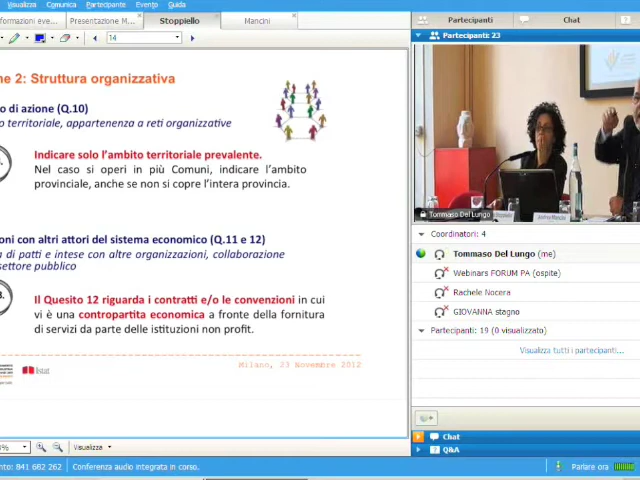 Visualizza Comunica Partecipante Evento Guida
formazioni eve...
Presentazione M...
Stoppiello
Mancini
14
ne 2: Struttura organizzativa
o di azione (Q.10)
o territoriale, appartenenza a reti organizzative
Indicare solo l'ambito territoriale prevalente.
Nel caso si operi in più Comuni, indicare l'ambito
provinciale, anche se non si copre l'intera provincia.
oni con altri attori del sistema economico (Q.11 e 12)
a di patti e intese con altre organizzazioni, collaborazione
settore pubblico
Il Quesito 12 riguarda i contratti e/o le convenzioni in cui
vi è una contropartita economica a fronte della fornitura
di servizi da parte delle istituzioni non profit.
Istat
Milano, 23 Novembre 2012
Visualizza
nto: 841 682 262
Conferenza audio integrata in corso.
Partecipanti
Chat
Partecipanti: 23
Tommaso Del Lungo
Coordinatori: 4
Tommaso Del Lungo (me)
Webinars FORUM PA (ospite)
Rachele Nocera
GIOVANNA stagno
Partecipanti: 19 (0 visualizzato)
Visualizza tutti i partecipanti...
Chat
Q&A
Parlare ora